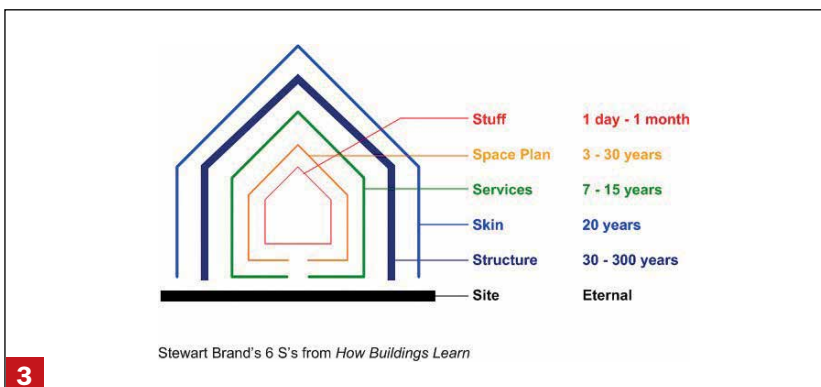 Stuff 1 day - 1 month
Space Plan 3 - 30 years
Services 7 - 15 years
Skin 20 years
Structure 30 - 300 years
Site Eternal
Stewart Brand's 6 S's from How Buildings Learn
3